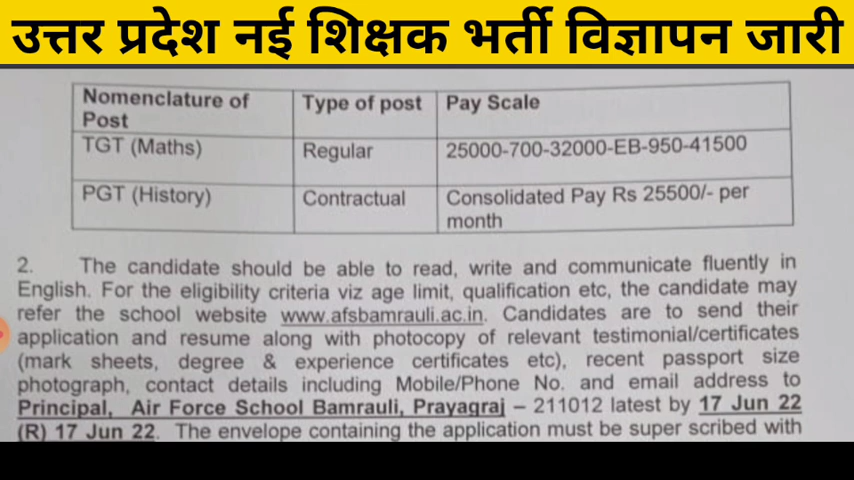 उत्तर प्रदेश नई शिक्षक भर्ती विज्ञापन जारी
Nomenclature of Post
Type of post
Pay Scale
TGT (Maths)
Regular
25000-700-32000-EB-950-41500
PGT (History)
Contractual
Consolidated Pay Rs 25500/- per
month
2. The candidate should be able to read, write and communicate fluently in
English. For the eligibility criteria viz age limit, qualification etc, the candidate may
refer the school website www.afsbamrauli.ac.in. Candidates are to send their
application and resume along with photocopy of relevant testimonial/certificates
(mark sheets, degree & experience certificates etc), recent passport size
photograph, contact details including Mobile/Phone No. and email address to
Principal, Air Force School Bamrauli, Prayagraj – 211012 latest by 17 Jun 22
(R) 17 Jun 22. The envelope containing the application must be super scribed with